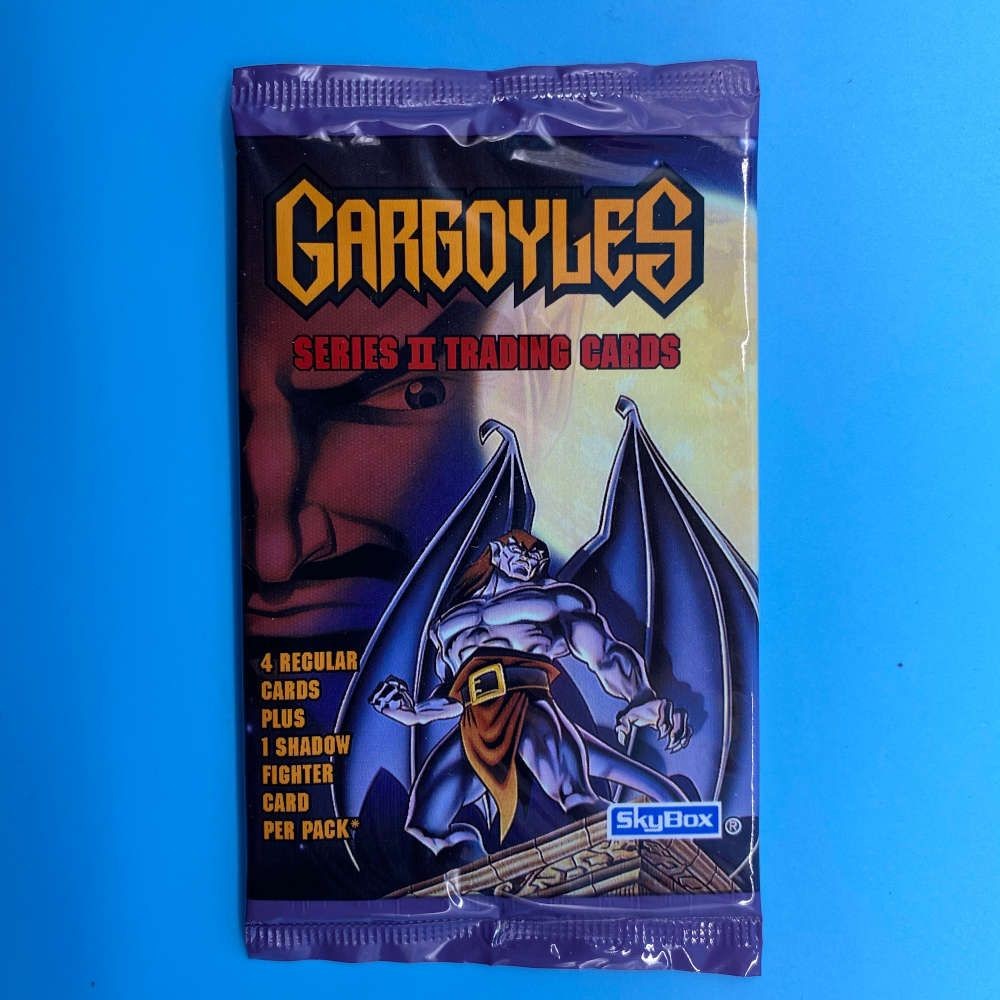 GARGOYLES
SERIES II TRADING CARDS
4 REGULAR
CARDS
PLUS
1 SHADOW
FIGHTER
CARD
PER PACK*
SkyBox ®